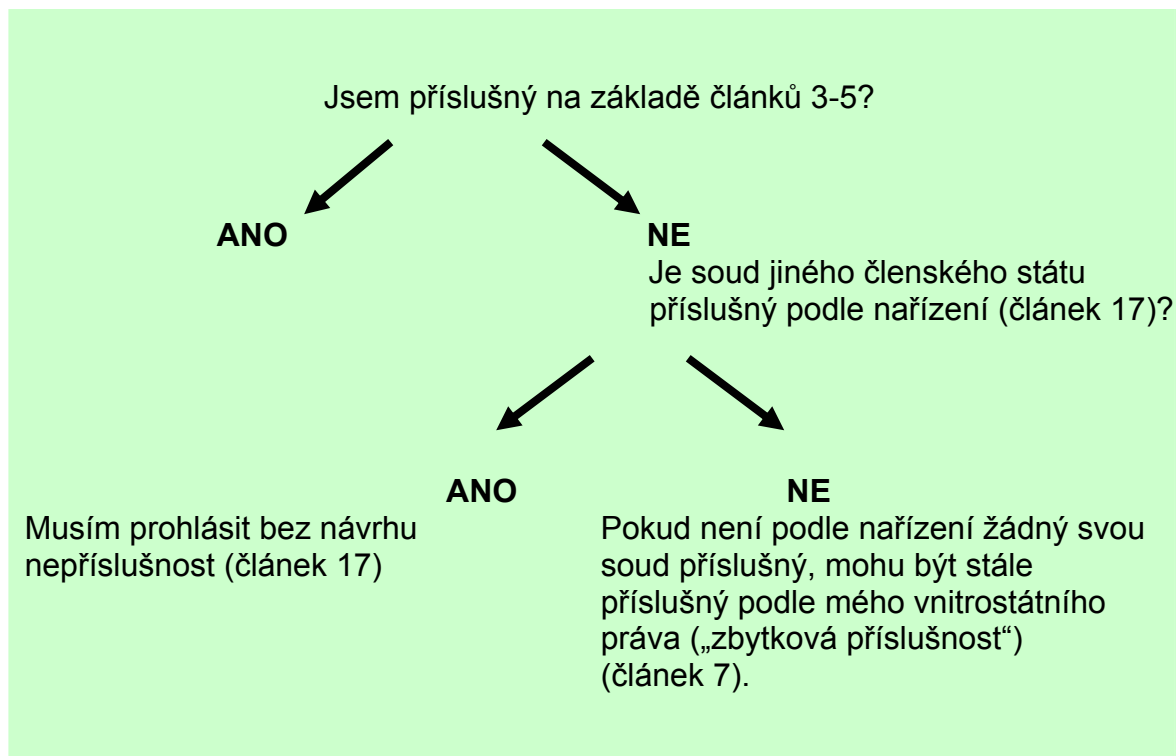 Jsem příslušný na základě článků 3-5?
ANO
NE
Je soud jiného členského státu
příslušný podle nařízení (článek 17)?
ANO
Musím prohlásit bez návrhu
nepříslušnost (článek 17)
NE
Pokud není podle nařízení žádný svou
soud příslušný, mohu být stále
příslušný podle mého vnitrostátního
práva („zbytková příslušnost“)
(článek 7).